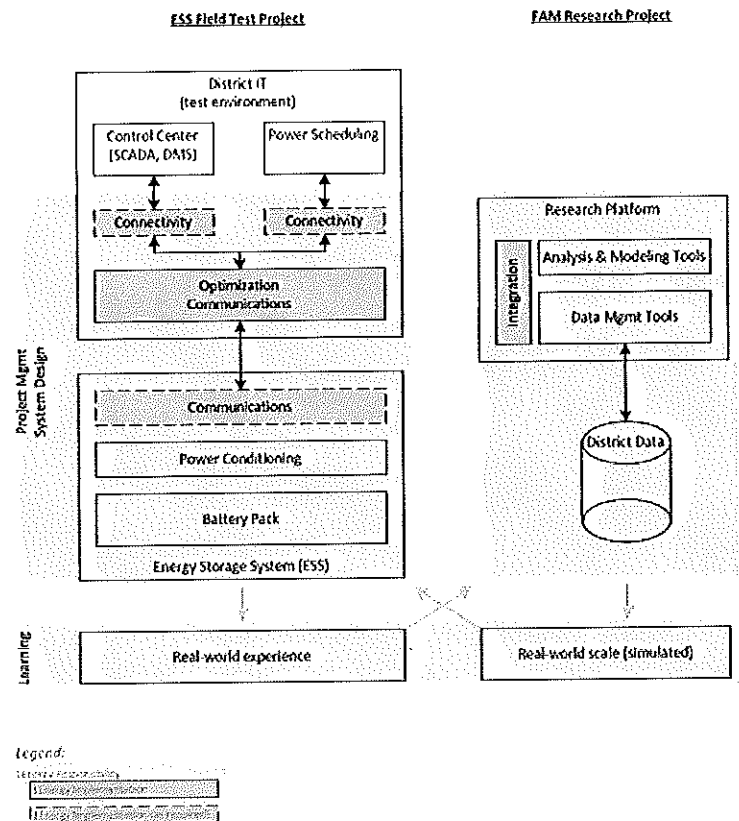 ESS Field Test Project
FAM Research Project
District IT
(test environment)
Control Center
[SCADA, DMS]
Power Scheduling
Connectivity
Connectivity
Optimization
Communications
Research Platform
Integration
Analysis & Modeling Tools
Data Mgmt Tools
Project Mgmt
System Design
Communications
Power Conditioning
Battery Pack
Energy Storage System (ESS)
District Data
Learning
Real-world experience
Real-world scale (simulated)
Legend: